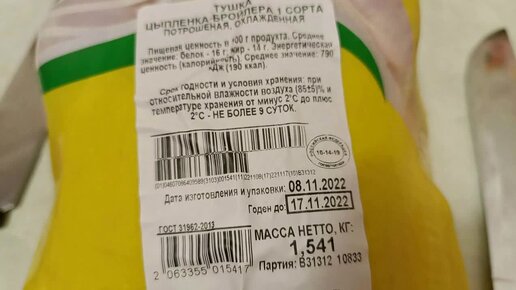 ТУШКА
ЦЫПЛЕНКА-БРОЙЛЕРА 1 СОРТА
ПОТРОШЕНАЯ, ОХЛАЖДЕННАЯ
Пищевая ценность в 100 г продукта. Среднее
значение: белок - 16 г; жир - 14 г. Энергетическая
ценность (калорийность). Среднее значение: 790
кДж (190 ккал).
Срок годности и условия хранения: при
относительной влажности воздуха (85±5)% и
температуре хранения от минус 2°С до плюс
2°С - НЕ БОЛЕЕ 9 СУТОК.
16-14-19
Дата изготовления и упаковки: 08.11.2022
Годен до: 17.11.2022
ГОСТ 31962-2013
МАССА НЕТТО, КГ:
1,541
2 063355 015417
Партия: В31312 10833